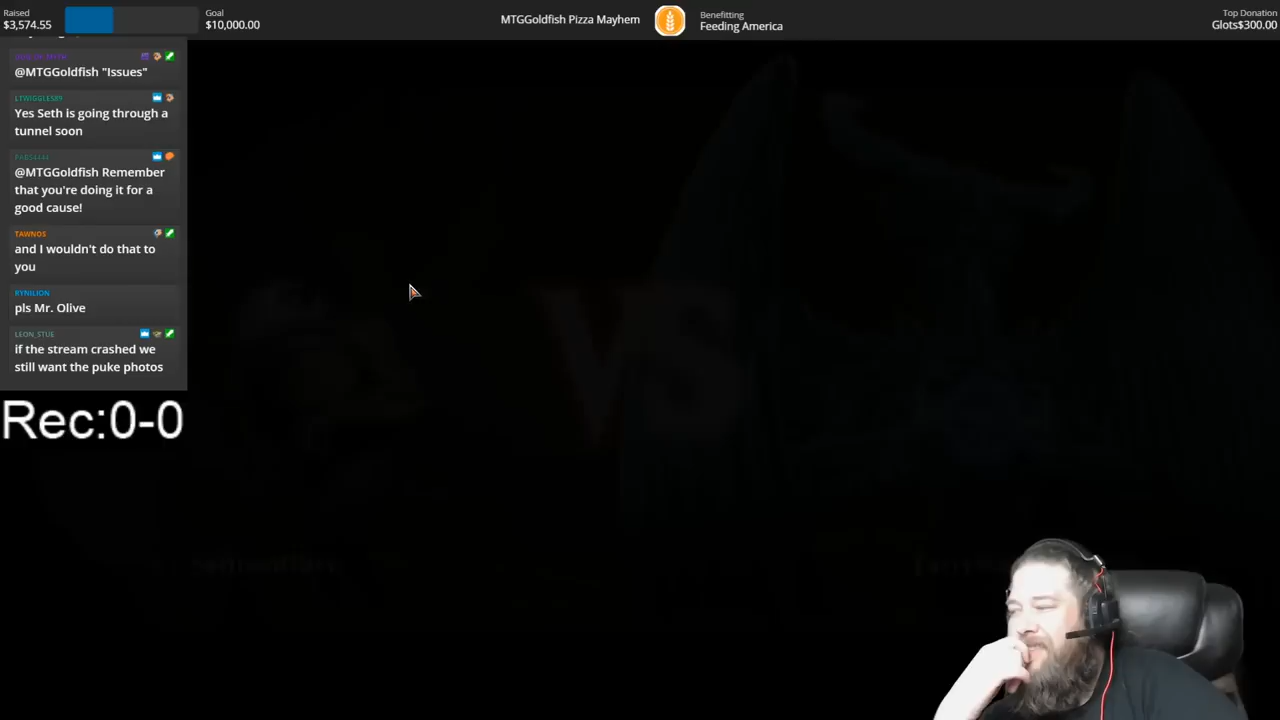 Raised
$3,574.55
Goal
$10,000.00
MTGGoldfish Pizza Mayhem
Benefitting
Feeding America
Top Donation
Glots$300.00
@MTGGoldfish "Issues"
LTWIGGLES89
Yes Seth is going through a
tunnel soon
@MTGGoldfish Remember
that you're doing it for a
good cause!
TAWNOS
and I wouldn't do that to
you
RYNILION
pls Mr. Olive
LEON_STUE
if the stream crashed we
still want the puke photos
Rec:0-0
VS